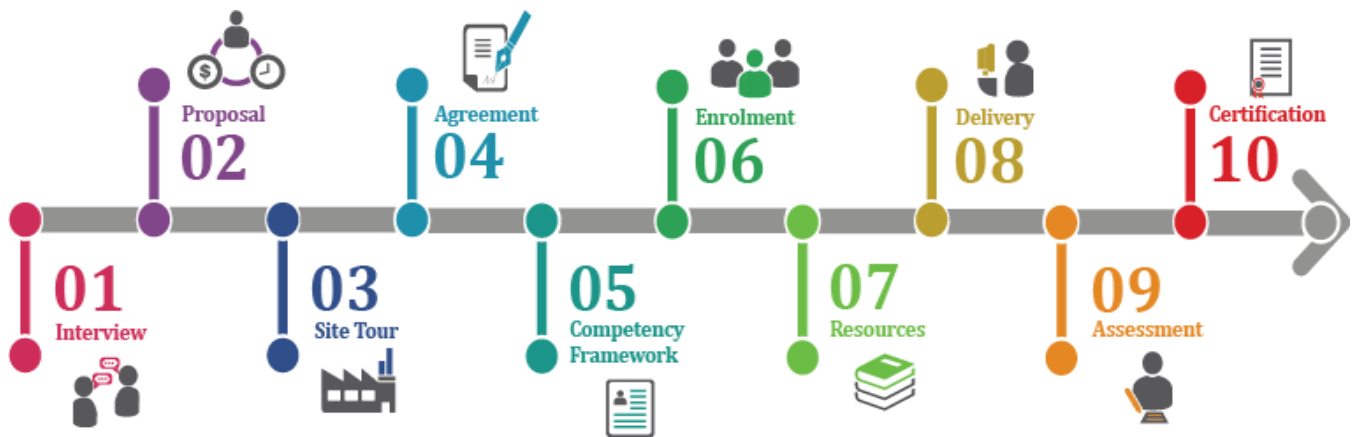 01
Interview
Proposal
02
03
Site Tour
Agreement
04
05
Competency
Framework
Enrolment
06
07
Resources
Delivery
08
09
Assessment
Certification
10
$